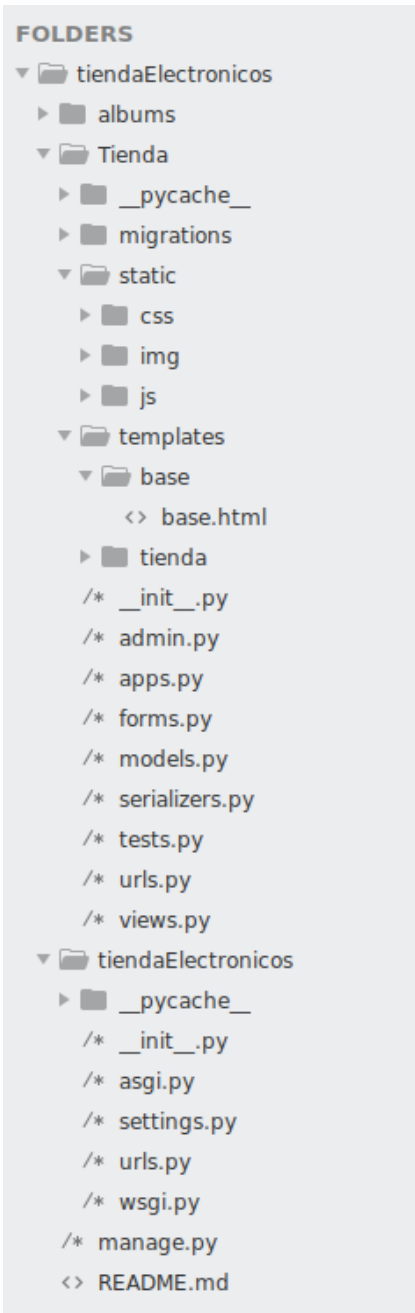 FOLDERS
tiendaElectronicos
albums
Tienda
__pycache__
migrations
static
css
img
js
templates
base
<> base.html
tienda
/* __init__.py
/* admin.py
/* apps.py
/* forms.py
/* models.py
/* serializers.py
/* tests.py
/* urls.py
/* views.py
tiendaElectronicos
__pycache__
/* __init__.py
/* asgi.py
/* settings.py
/* urls.py
/* wsgi.py
/* manage.py
<> README.md